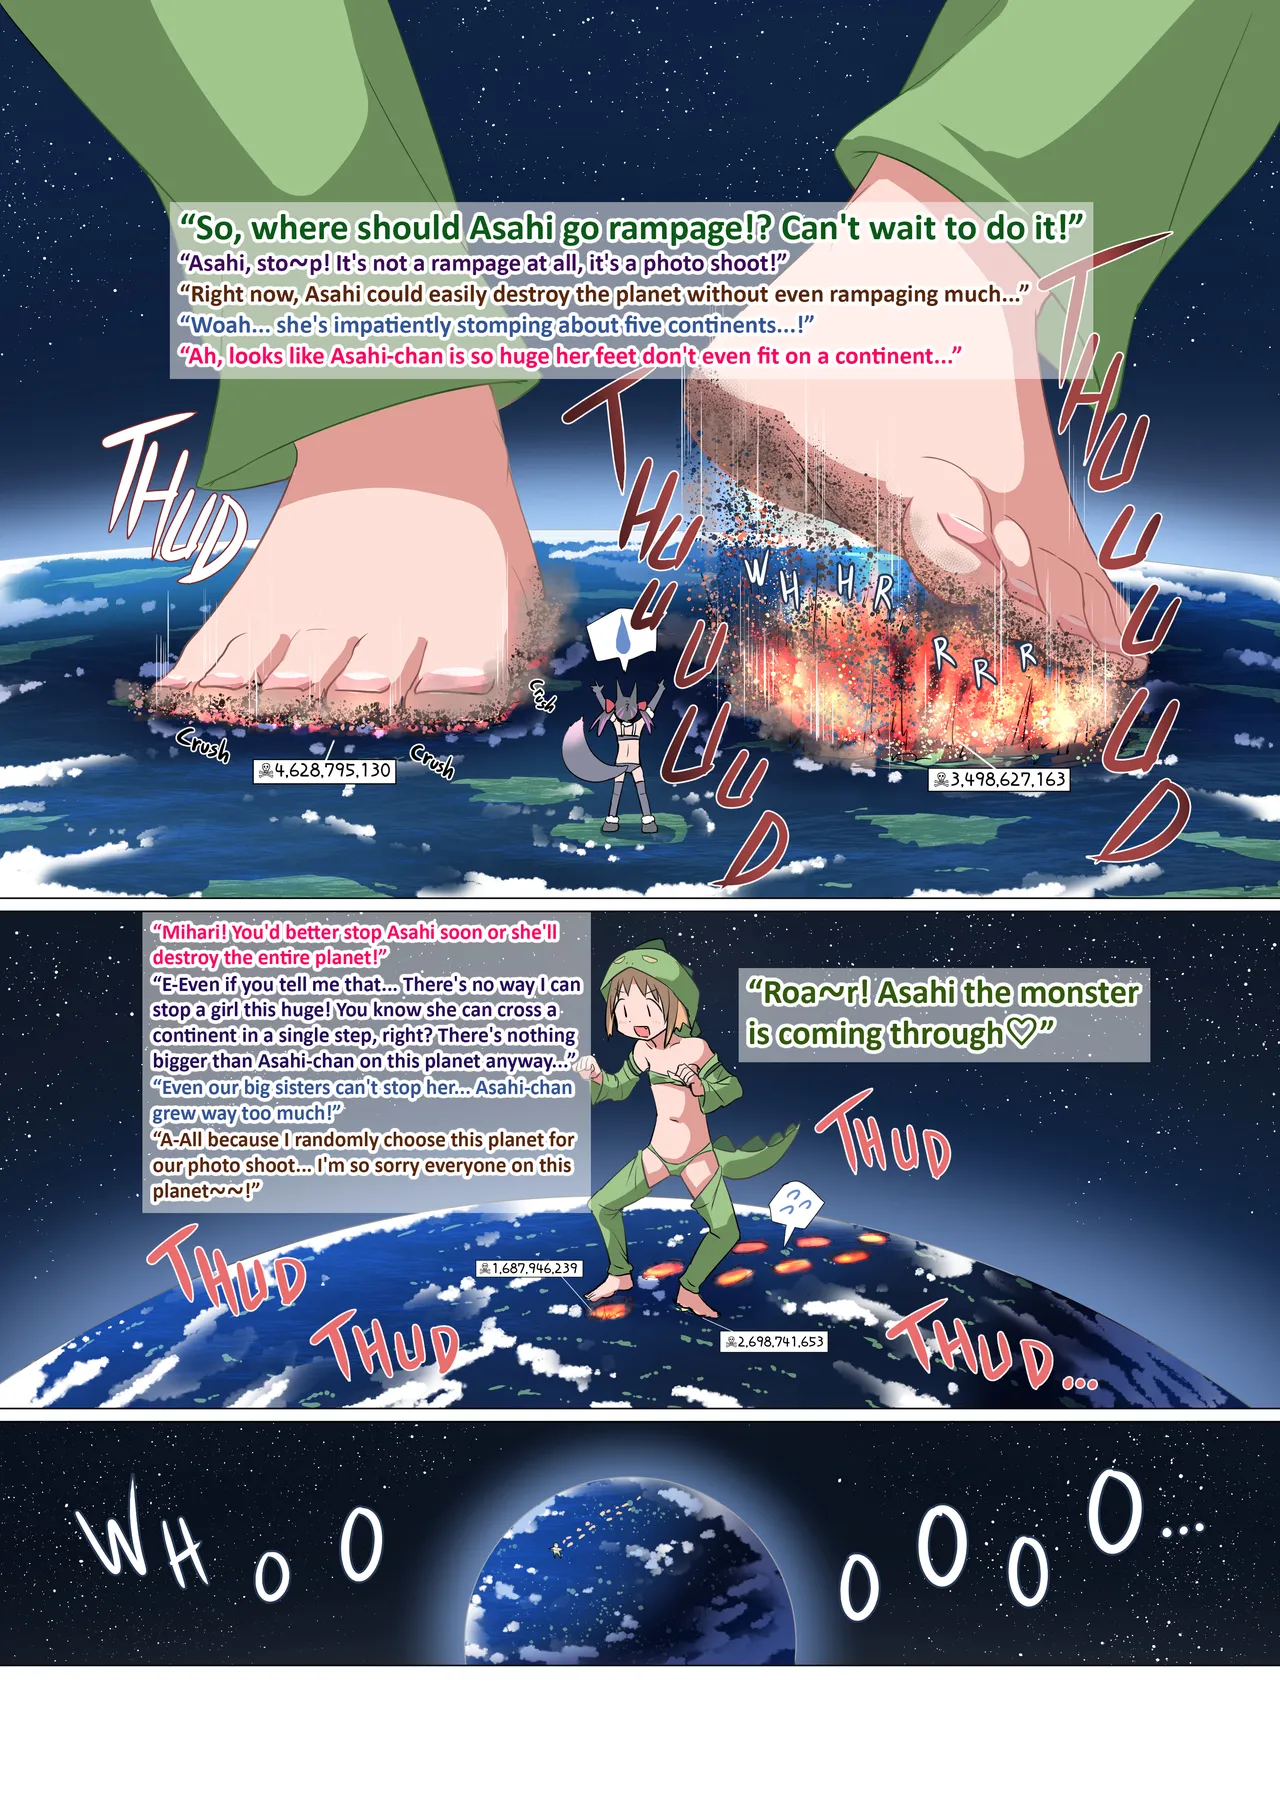 “So, where should Asahi go rampage!? Can't wait to do it!”
“Asahi, sto~p! It's not a rampage at all, it's a photo shoot!”
“Right now, Asahi could easily destroy the planet without even rampaging much...”
“Woah... she's impatiently stomping about five continents...!”
“Ah, looks like Asahi-chan is so huge her feet don't even fit on a continent...”
THUD
THUUUUD
THUUUUD
WHHRRRR
Crush
Crush
Crush
☠4,628,795,130
☠3,498,627,163
“Mihari! You'd better stop Asahi soon or she'll
destroy the entire planet!”
“E-Even if you tell me that... There's no way I can
stop a girl this huge! You know she can cross a
continent in a single step, right? There's nothing
bigger than Asahi-chan on this planet anyway...”
“Even our big sisters can't stop her... Asahi-chan
grew way too much!”
“A-All because I randomly choose this planet for
our photo shoot... I'm so sorry everyone on this
planet~~!”
“Roa~r! Asahi the monster
is coming through♡”
THUD
THUD
THUD
THUD...
☠1,687,946,239
☠2,698,741,653
WHOOOOOO...